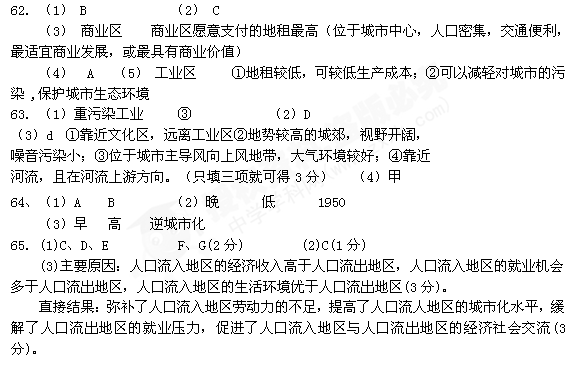 62. （1） B （2） C
（3） 商业区 商业区愿意支付的地租最高（位于城市中心，人口密集，交通便利，
最适宜商业发展，或最具有商业价值）
（4） A （5） 工业区 ①地租较低，可较低生产成本；②可以减轻对城市的污
染 ,保护城市生态环境
63. （1）重污染工业 ③ （2）D
（3）d ①靠近文化区，远离工业区②地势较高的城郊，视野开阔，
噪音污染小；③位于城市主导风向上风地带，大气环境较好；④靠近
河流，且在河流上游方向。（只填三项就可得3分） （4）甲
64、（1）A B （2）晚 低 1950
（3）早 高 逆城市化
65. (1)C、D、E F、G(2分) (2)C(1分)
(3)主要原因：人口流入地区的经济收入高于人口流出地区，人口流入地区的就业机会
多于人口流出地区，人口流入地区的生活环境优于人口流出地区(3分)。
直接结果：弥补了人口流入地区劳动力的不足，提高了人口流人地区的城市化水平，缓
解了人口流出地区的就业压力，促进了人口流入地区与人口流出地区的经济社会交流(3
分)。